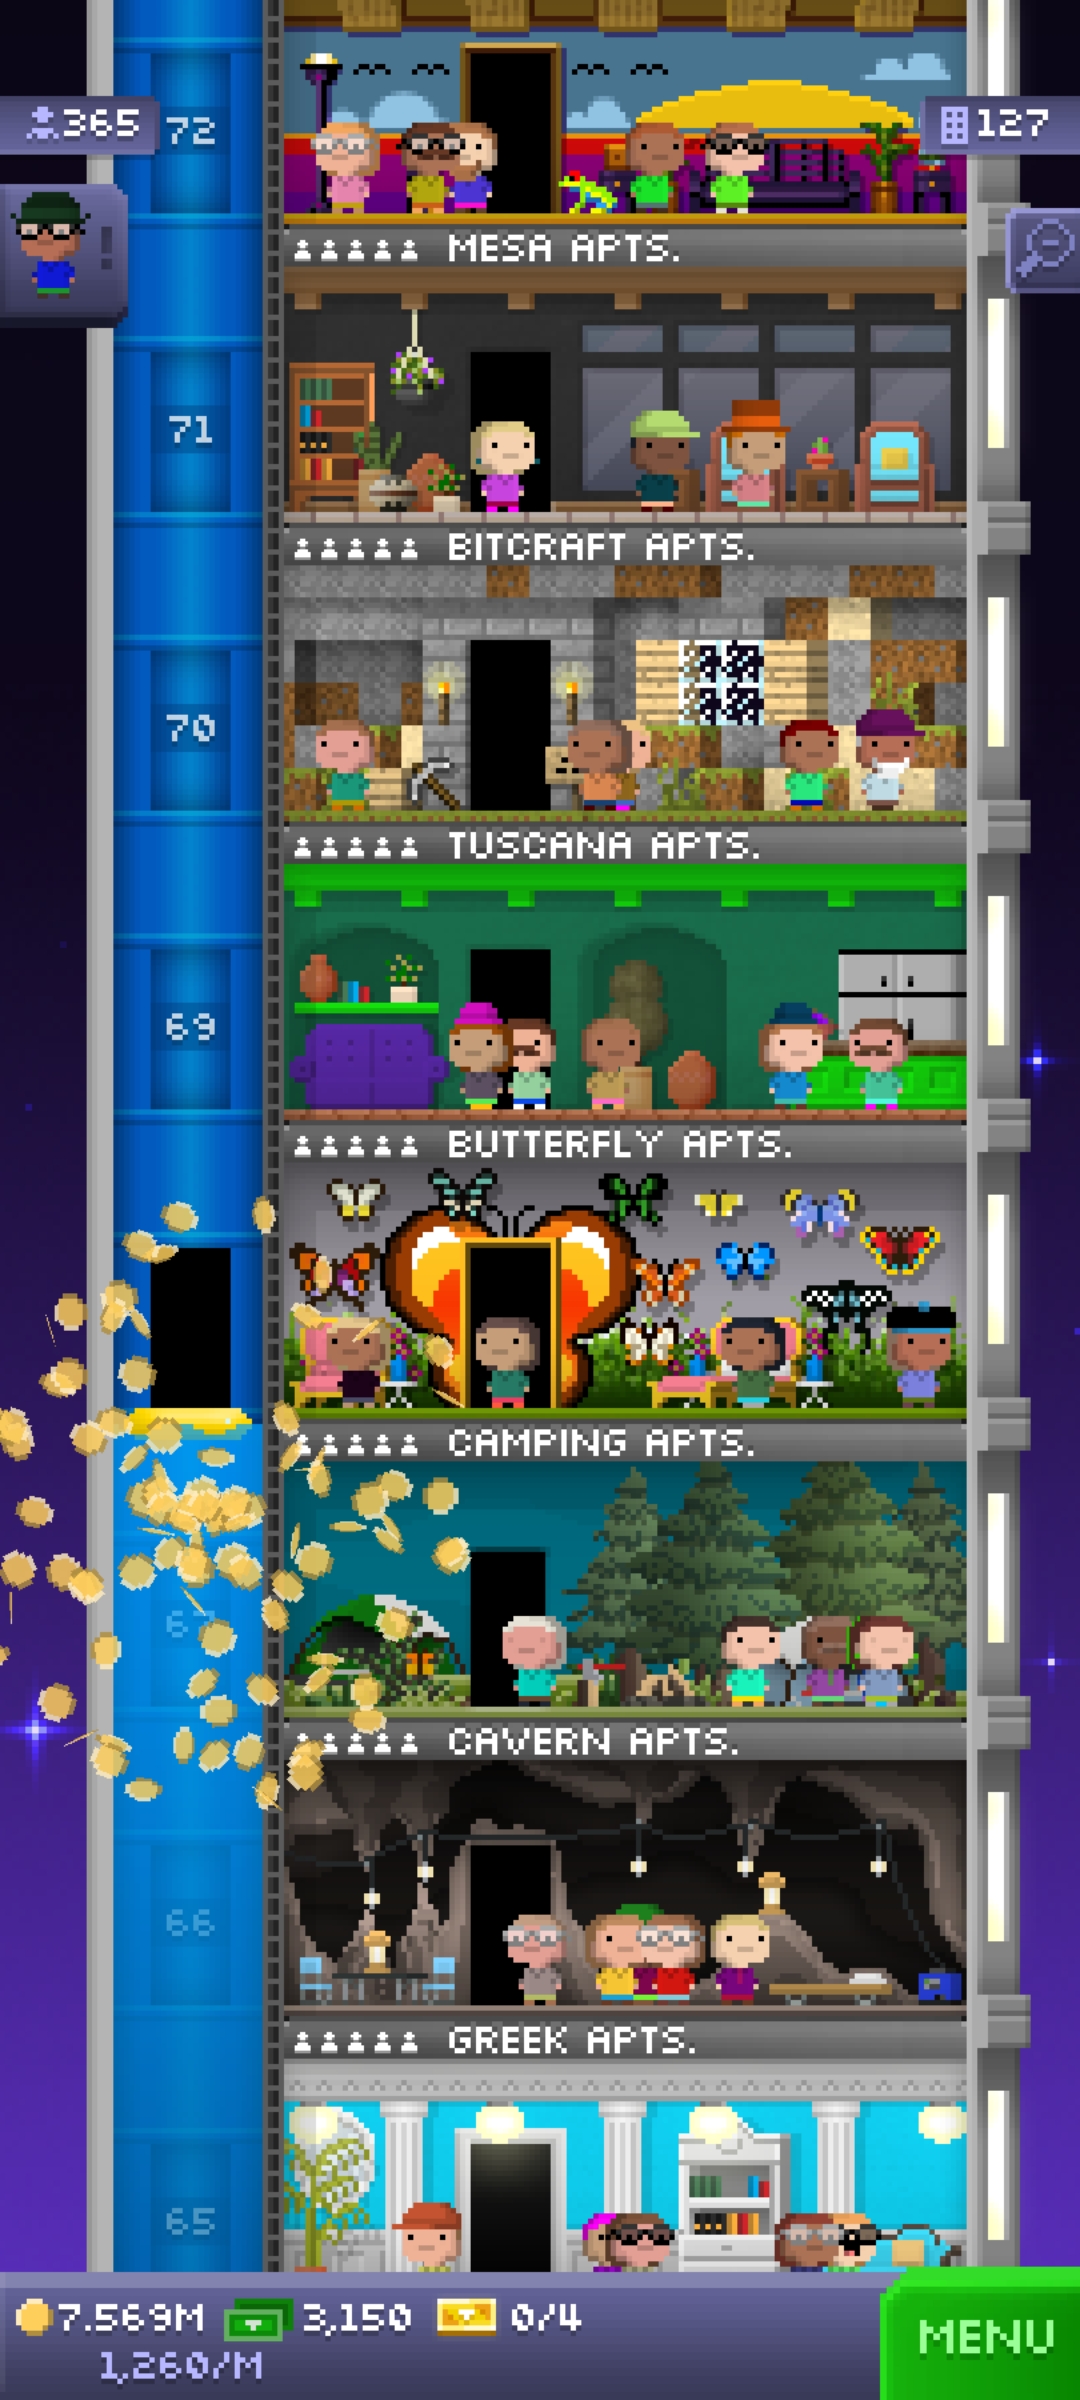 365
72
127
!
MESA APTS.
71
BITCRAFT APTS.
70
TUSCANA APTS.
69
BUTTERFLY APTS.
CAMPING APTS.
67
CAVERN APTS.
66
GREEK APTS.
65
7.569M 3,150 0/4
1,260/M
MENU